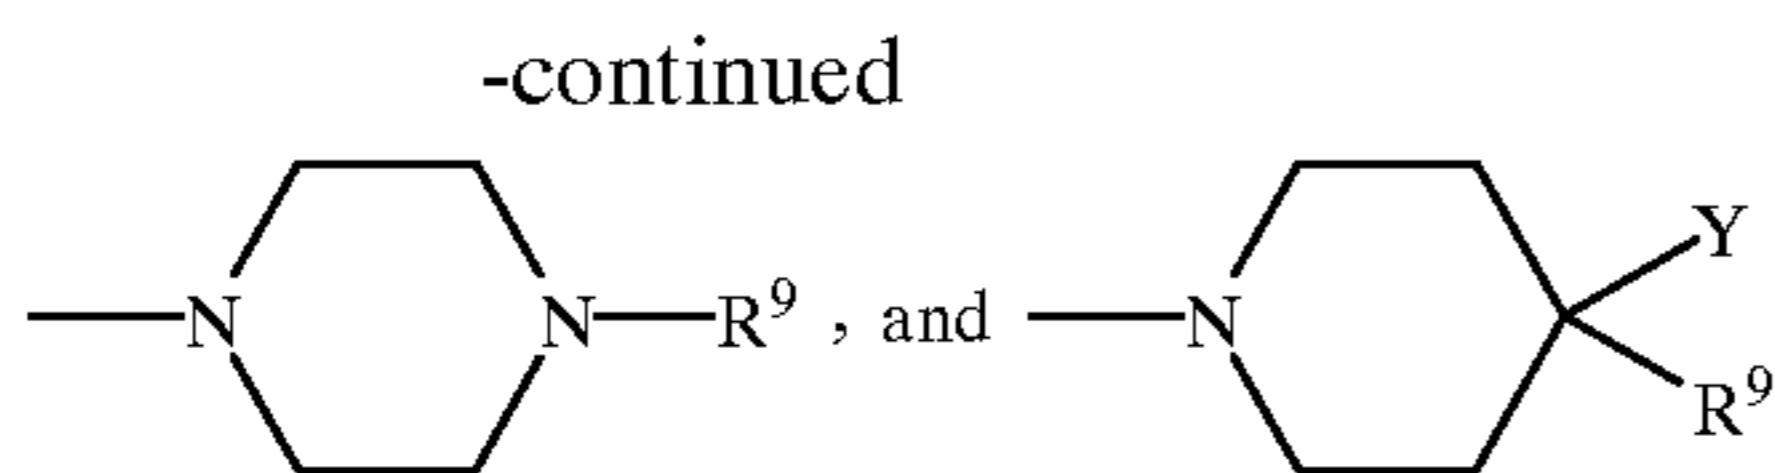 -continued
N N—R⁹ , and N Y
R⁹